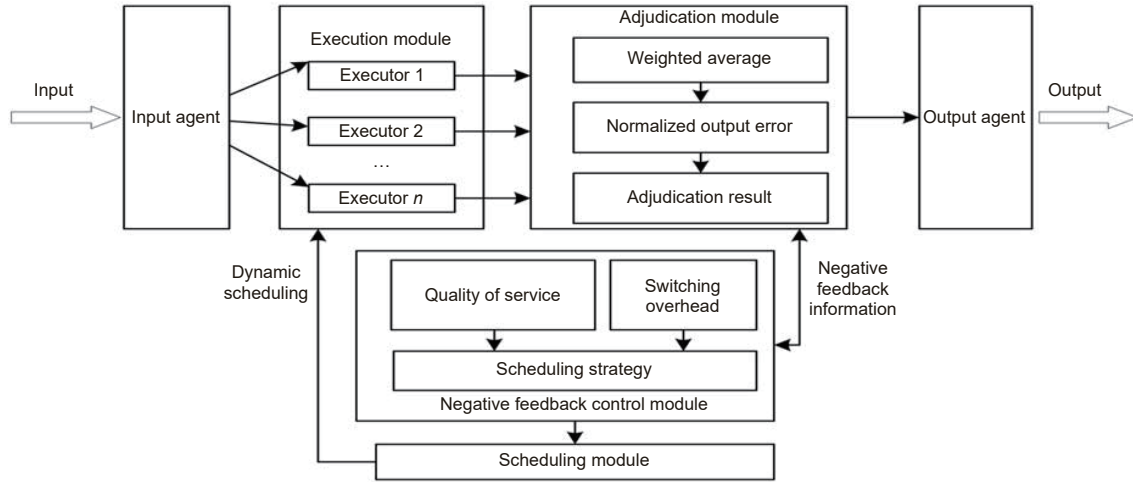 Input
Input agent
Execution module
Executor 1
Executor 2
…
Executor n
Adjudication module
Weighted average
Normalized output error
Adjudication result
Output agent
Output
Dynamic
scheduling
Quality of service
Switching
overhead
Scheduling strategy
Negative feedback control module
Negative
feedback
information
Scheduling module